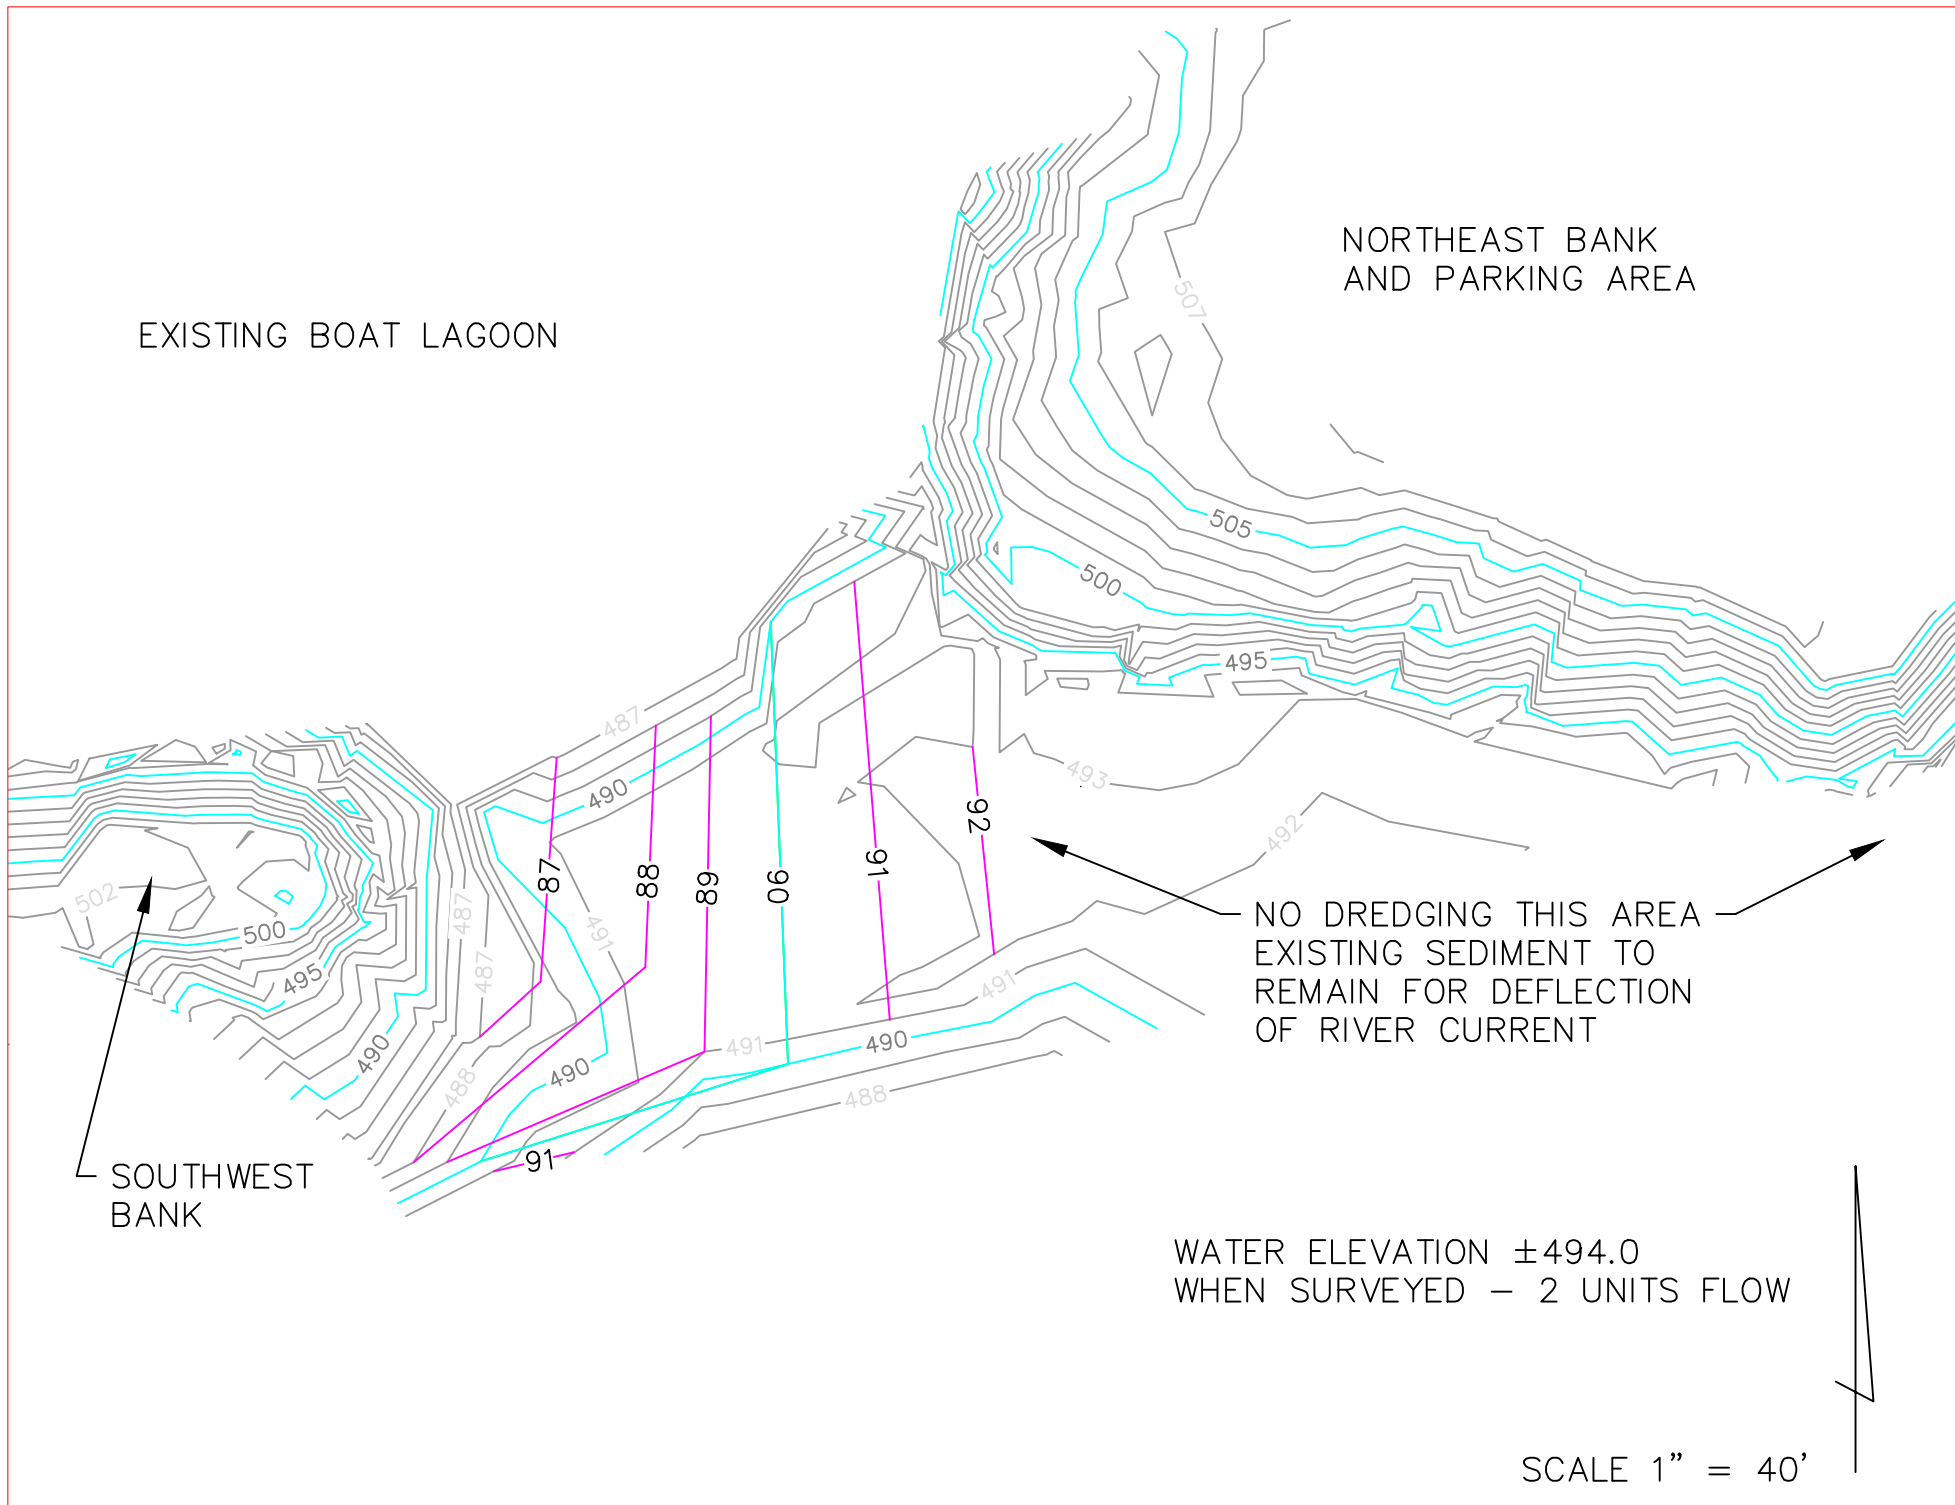 NORTHEAST BANK
AND PARKING AREA
507
EXISTING BOAT LAGOON
505
500
495
487
493
490
92
492
91
87
88
89
90
502
500
487
491
495
487
NO DREDGING THIS AREA
EXISTING SEDIMENT TO
REMAIN FOR DEFLECTION
OF RIVER CURRENT
491
491
490
490
490
488
488
91
SOUTHWEST
BANK
WATER ELEVATION ±494.0
WHEN SURVEYED – 2 UNITS FLOW
SCALE 1" = 40'